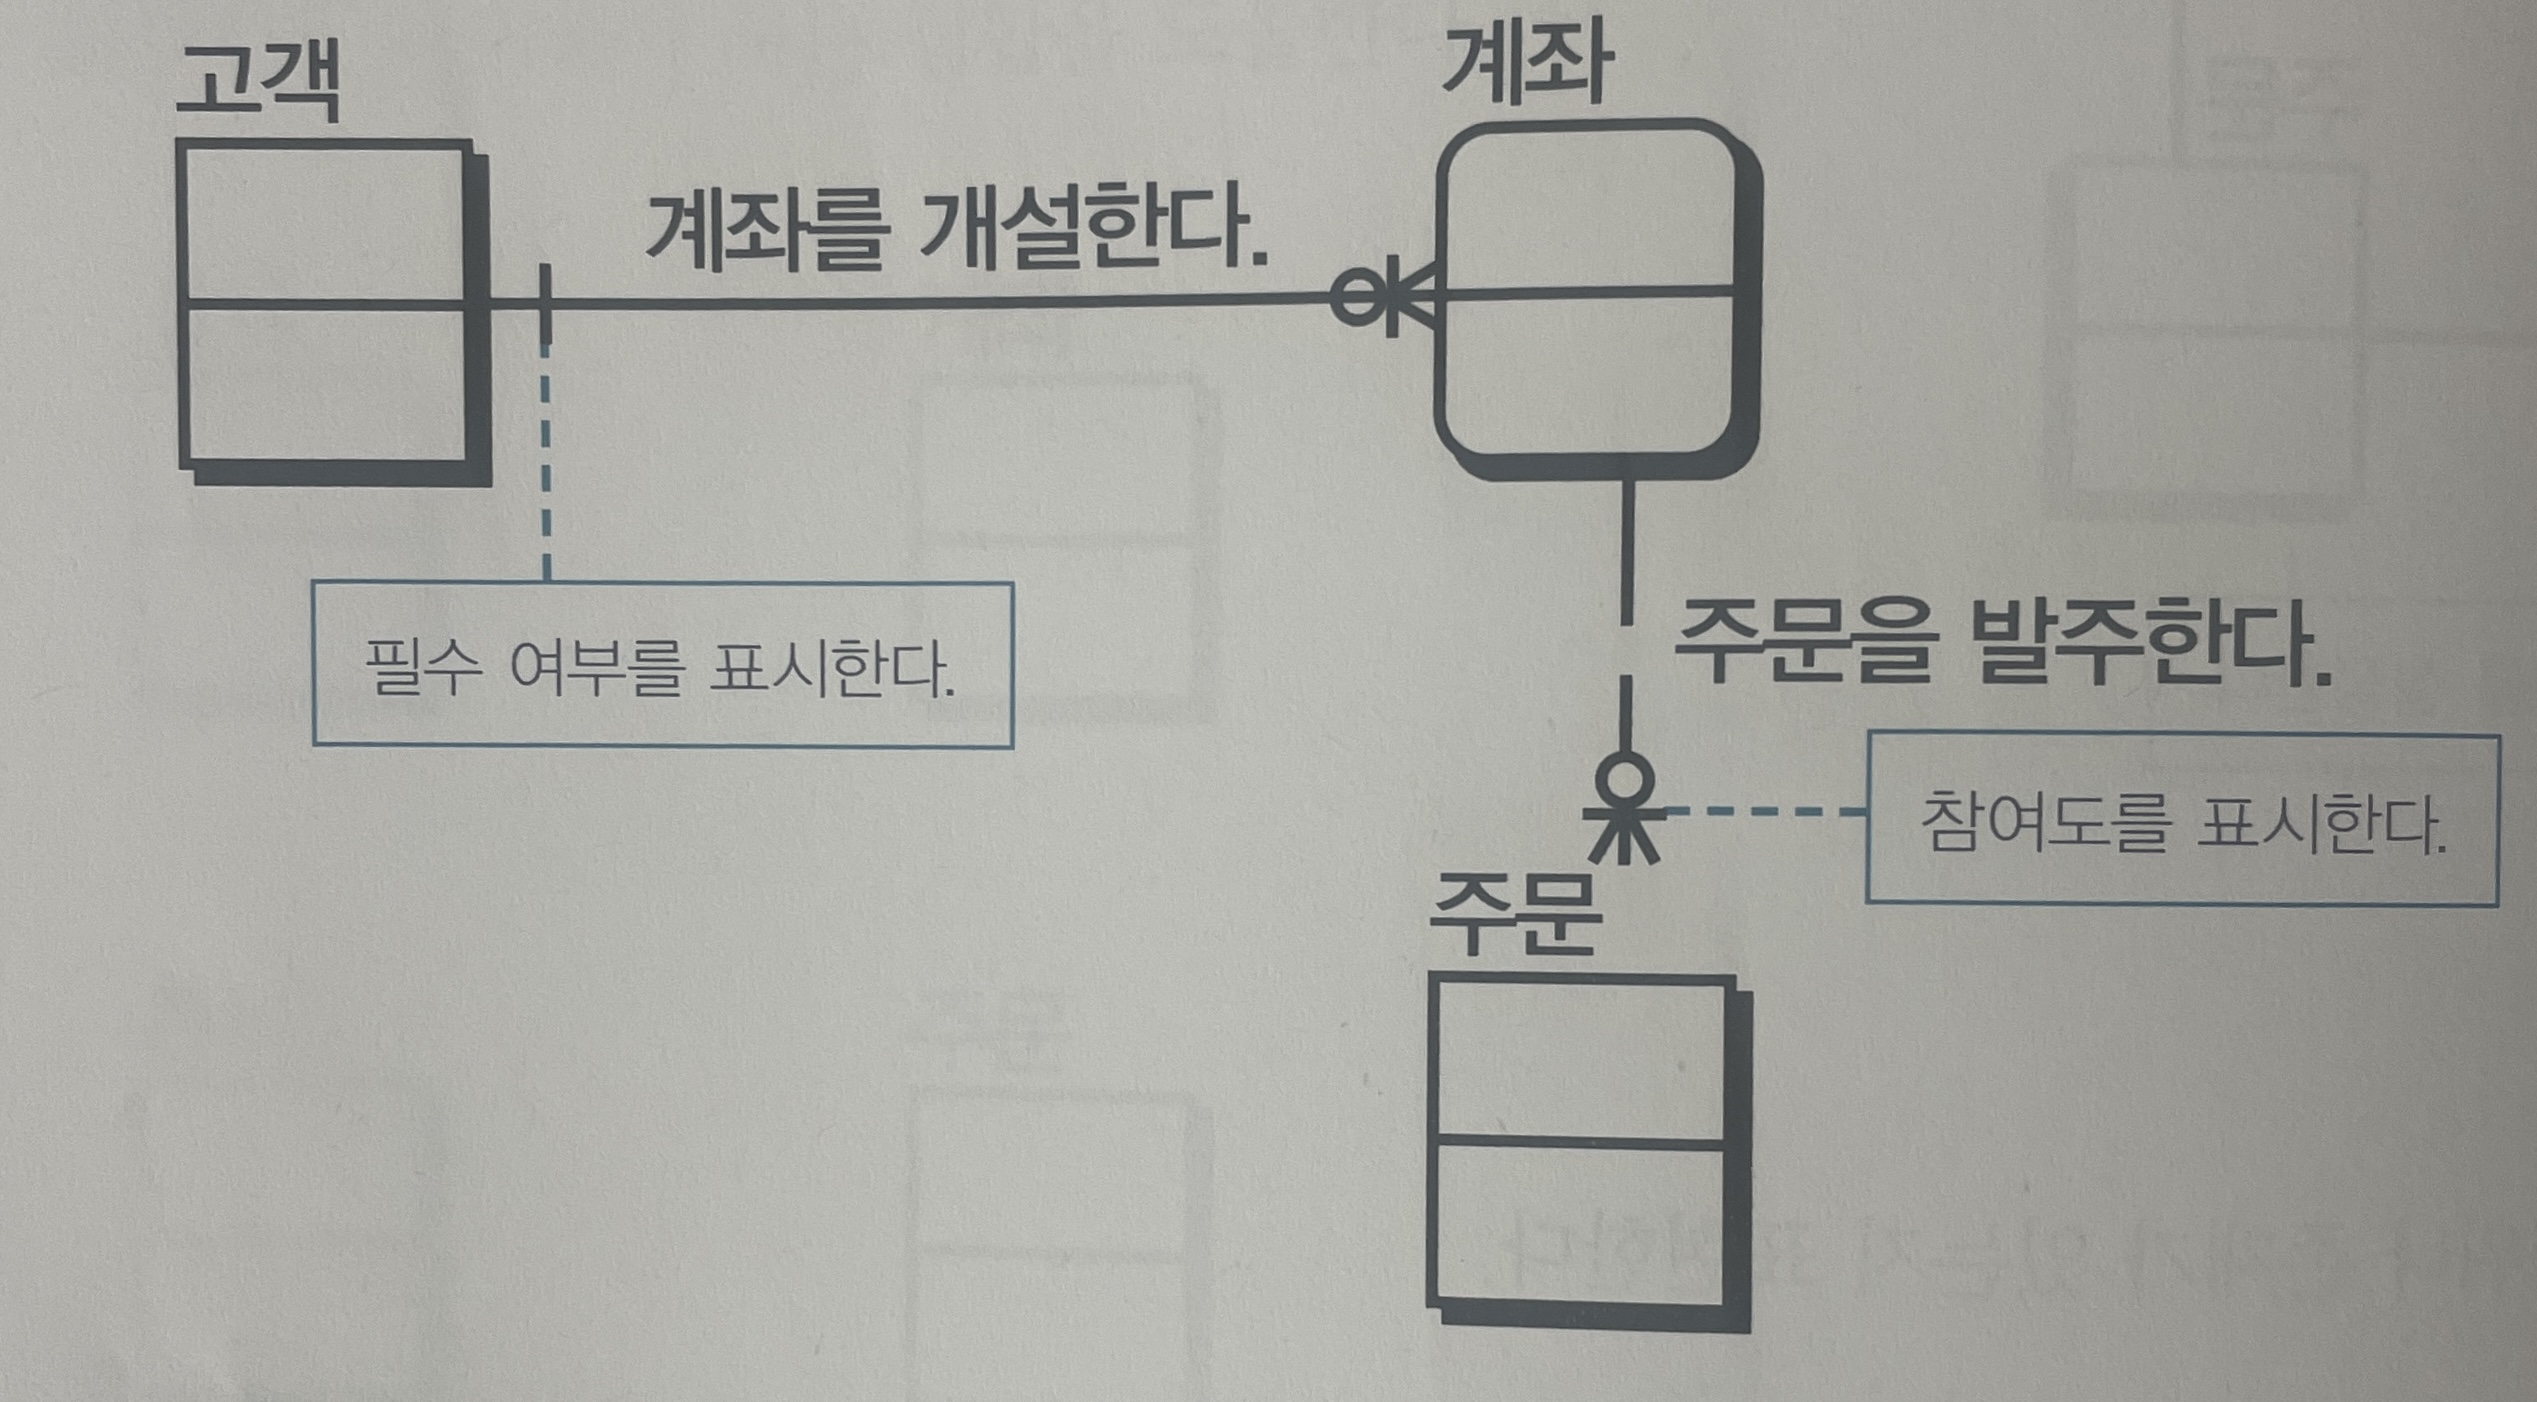 고객
계좌
계좌를 개설한다.
필수 여부를 표시한다.
주문을 발주한다.
참여도를 표시한다.
주문